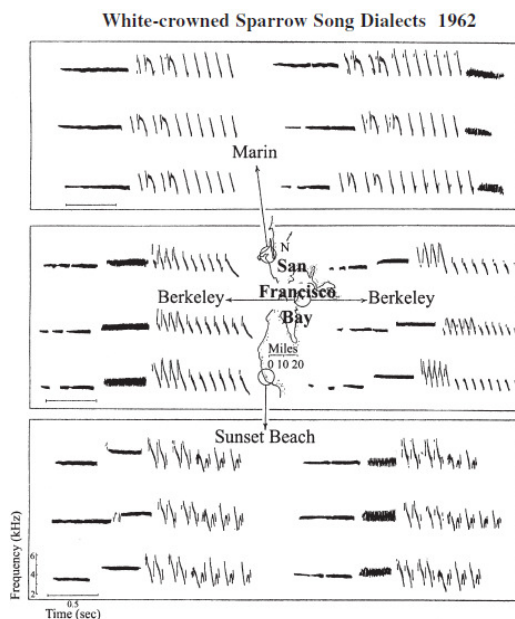 White-crowned Sparrow Song Dialects 1962
Marin
N
San
Francisco
Bay
Berkeley
Berkeley
Miles
0 10 20
Sunset Beach
Frequency (kHz)
6
4
2
0.5
Time (sec)